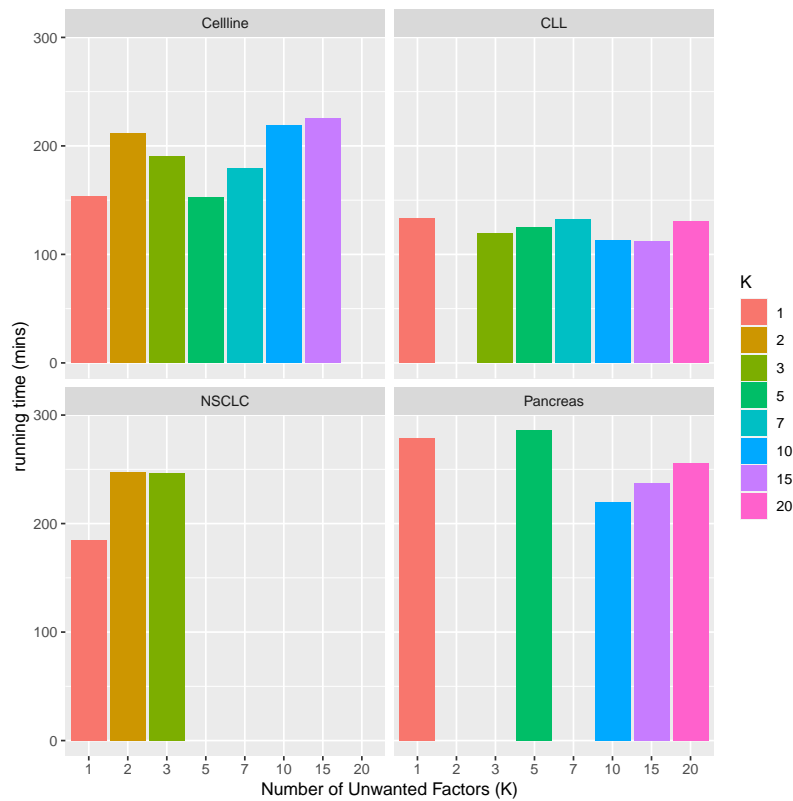 Cellline
CLL
300
200
100
0
NSCLC
Pancreas
300
200
100
0
running time (mins)
1 2 3 5 7 10 15 20
1 2 3 5 7 10 15 20
Number of Unwanted Factors (K)
K
1
2
3
5
7
10
15
20